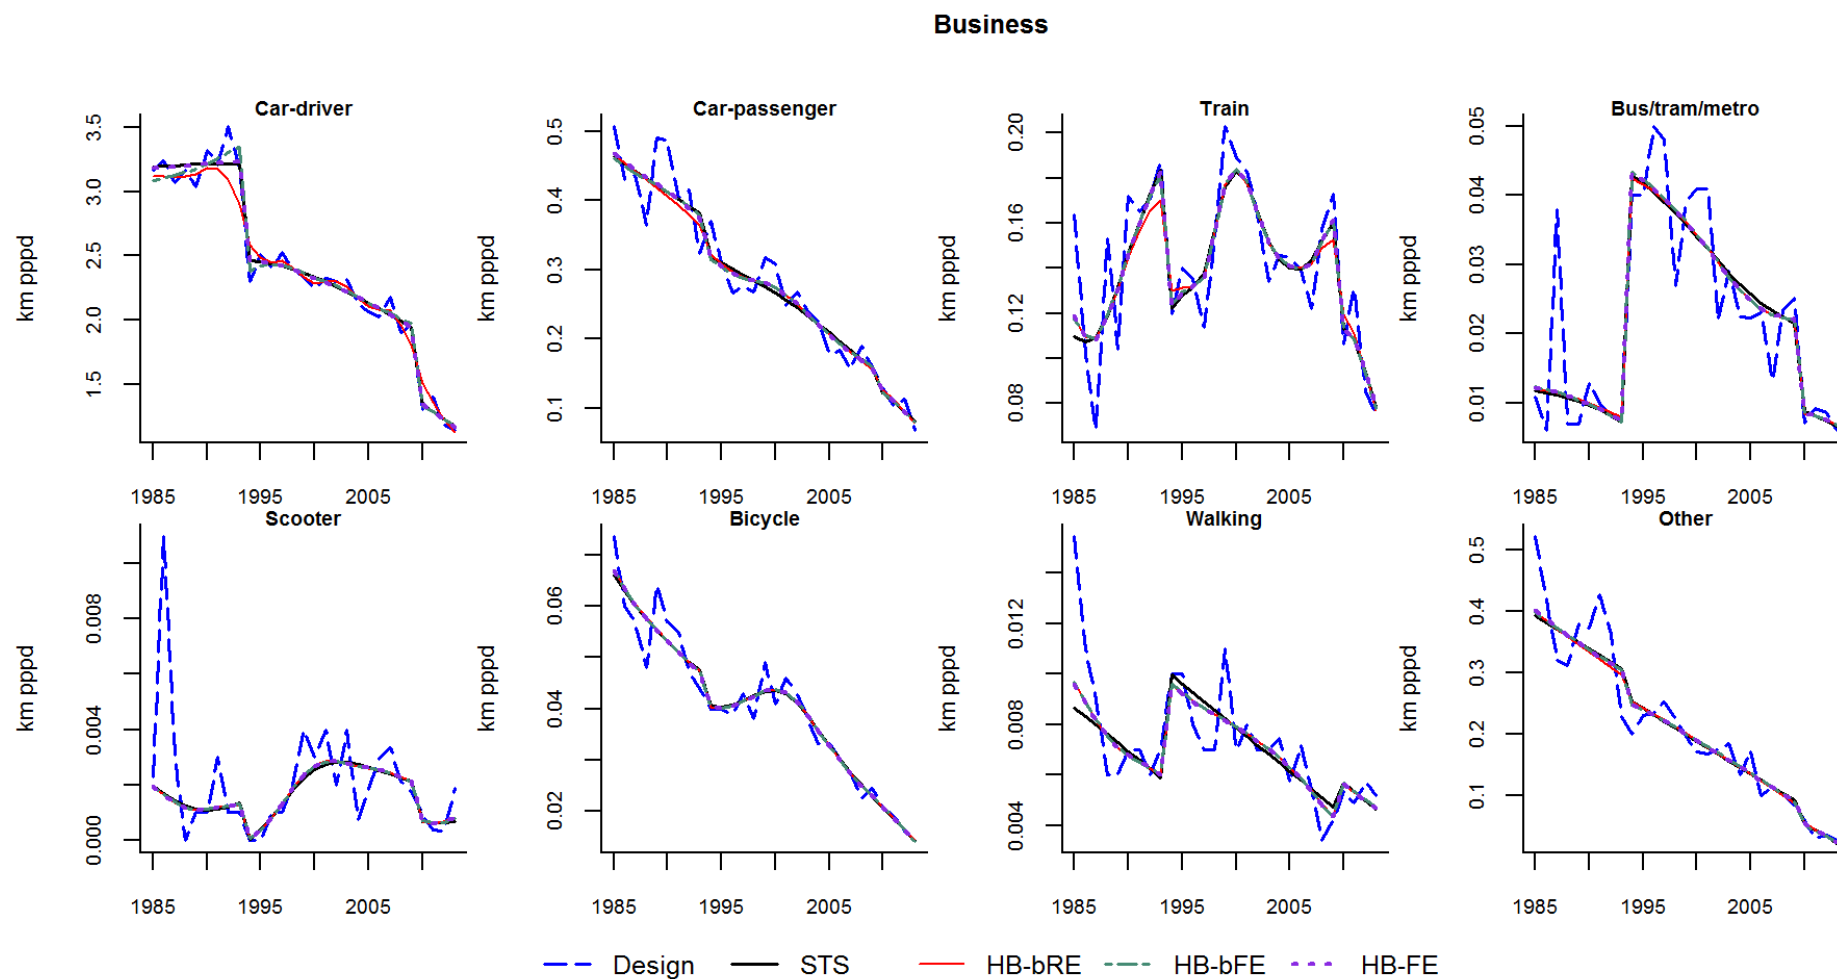 Business
Car-driver
km pppd
3.5
3.0
2.5
2.0
1.5
1985 1995 2005
Car-passenger
km pppd
0.5
0.4
0.3
0.2
0.1
1985 1995 2005
Train
km pppd
0.20
0.16
0.12
0.08
1985 1995 2005
Bus/tram/metro
km pppd
0.05
0.04
0.03
0.02
0.01
1985 1995 2005
Scooter
km pppd
0.008
0.004
0.000
1985 1995 2005
Bicycle
km pppd
0.06
0.04
0.02
1985 1995 2005
Walking
km pppd
0.012
0.008
0.004
1985 1995 2005
Other
km pppd
0.5
0.4
0.3
0.2
0.1
1985 1995 2005
Design STS HB-bRE HB-bFE HB-FE